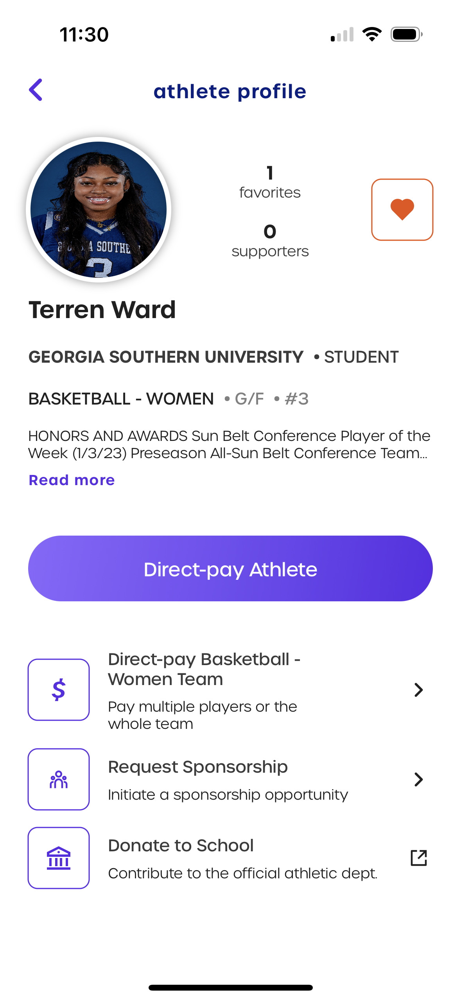 11:30
athlete profile
1
favorites
0
supporters
SOUTHE
3
Terren Ward
GEORGIA SOUTHERN UNIVERSITY • STUDENT
BASKETBALL - WOMEN • G/F • #3
HONORS AND AWARDS Sun Belt Conference Player of the
Week (1/3/23) Preseason All-Sun Belt Conference Team...
Read more
Direct-pay Athlete
Direct-pay Basketball -
Women Team
$
Pay multiple players or the
whole team
Request Sponsorship
Initiate a sponsorship opportunity
Donate to School
Contribute to the official athletic dept.